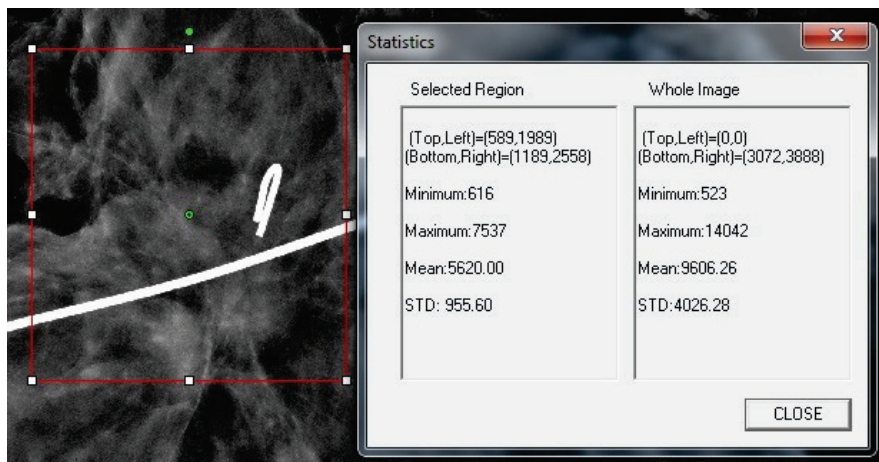 Statistics
Selected Region
(Top,Left)=(589,1989)
(Bottom,Right)=(1189,2558)
Minimum:616
Maximum:7537
Mean:5620.00
STD: 955.60
Whole Image
(Top,Left)=(0,0)
(Bottom,Right)=(3072,3888)
Minimum:523
Maximum:14042
Mean:9606.26
STD:4026.28
CLOSE